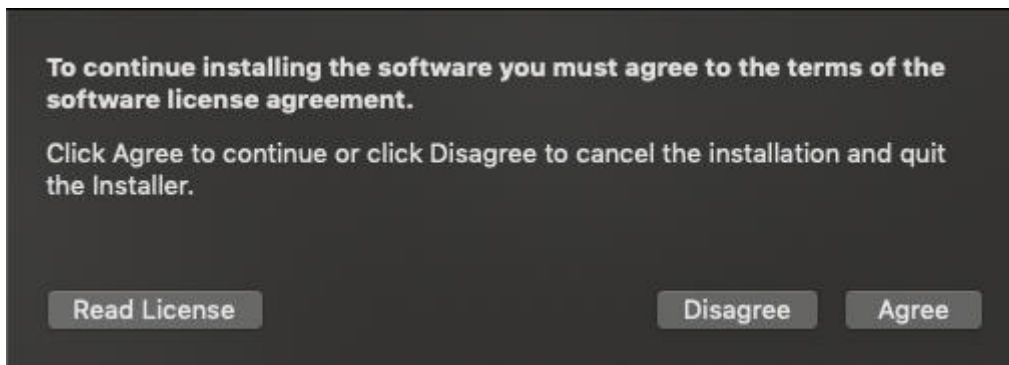 To continue installing the software you must agree to the terms of the
software license agreement.
Click Agree to continue or click Disagree to cancel the installation and quit
the Installer.
Read License
Disagree
Agree